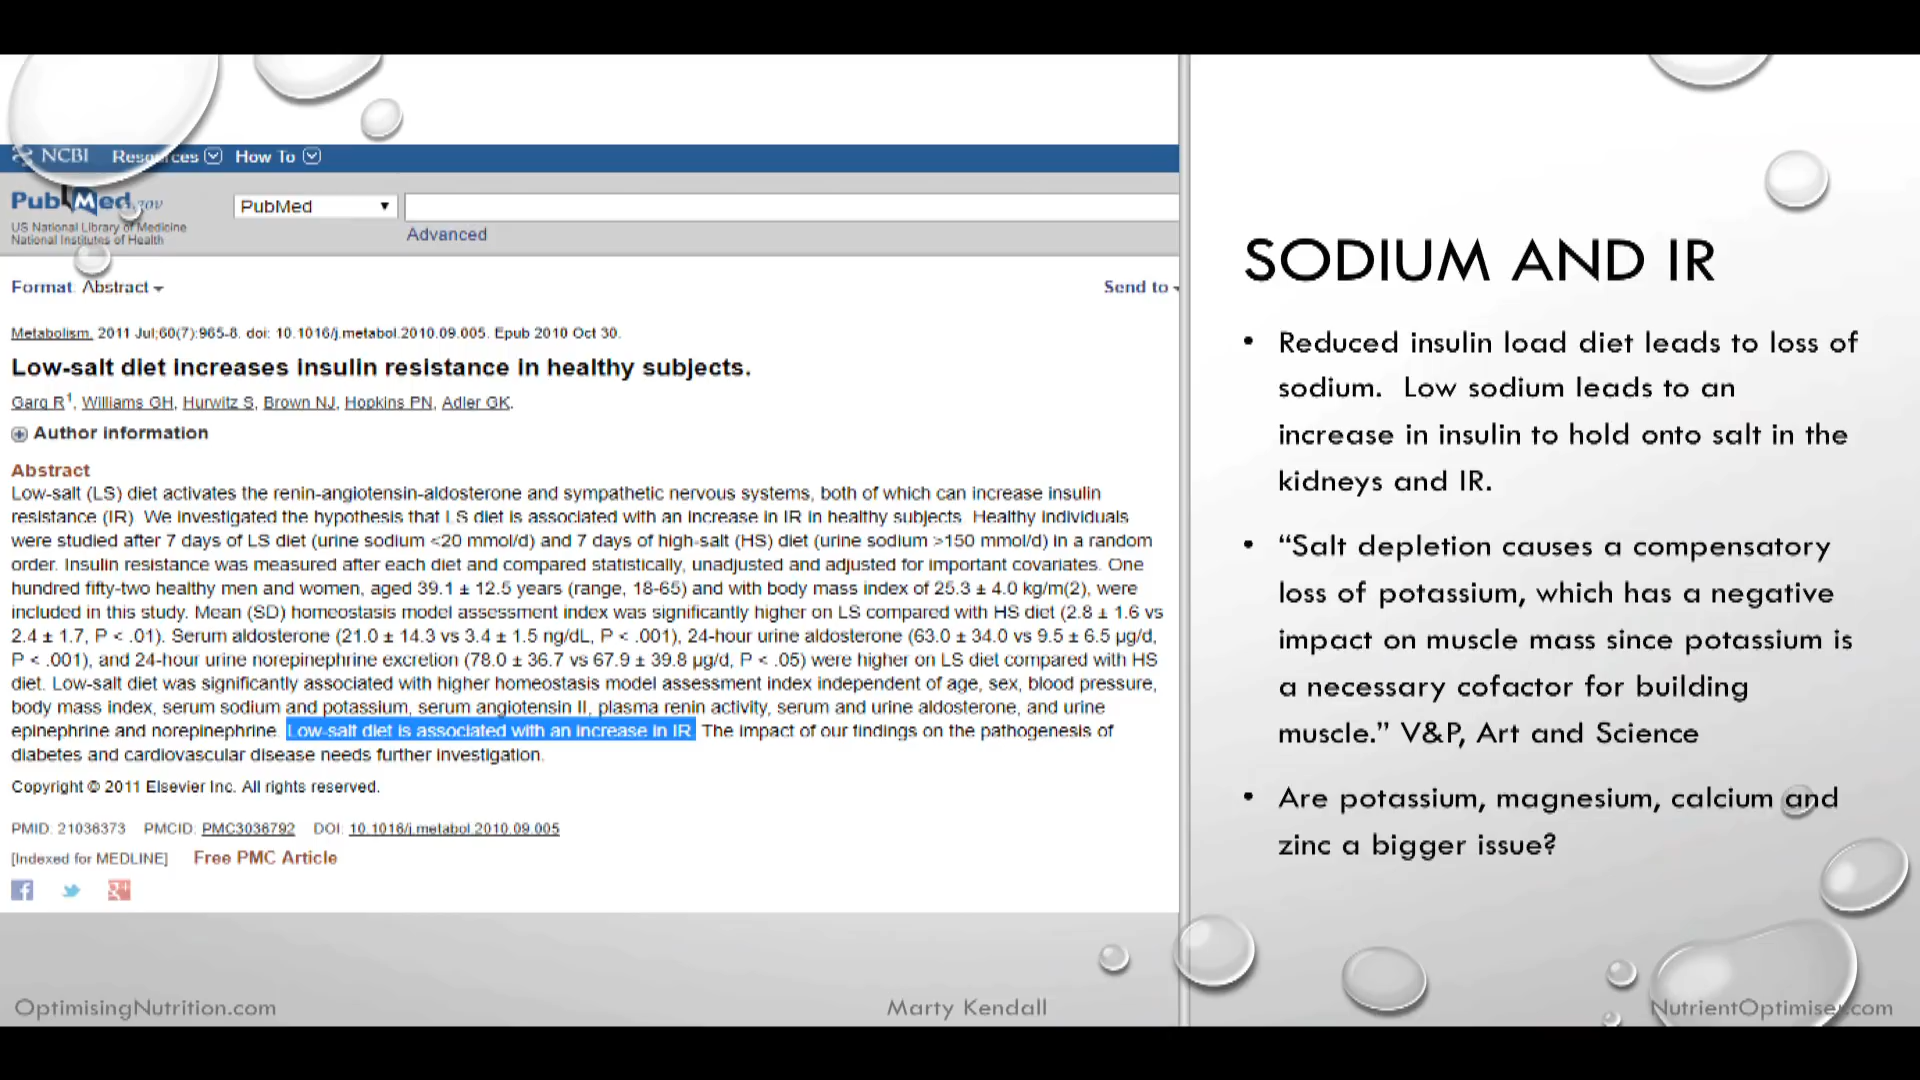 NCBI Resources How To
PubMed.gov
US National Library of Medicine
National Institutes of Health
PubMed
Advanced
Format: Abstract
Send to
Metabolism. 2011 Jul;60(7):965-8. doi: 10.1016/j.metabol.2010.09.005. Epub 2010 Oct 30.
Low-salt diet increases insulin resistance in healthy subjects.
Garg R1, Williams GH, Hurwitz S, Brown NJ, Hopkins PN, Adler GK.
Author information
Abstract
Low-salt (LS) diet activates the renin-angiotensin-aldosterone and sympathetic nervous systems, both of which can increase insulin
resistance (IR). We investigated the hypothesis that LS diet is associated with an increase in IR in healthy subjects. Healthy individuals
were studied after 7 days of LS diet (urine sodium <20 mmol/d) and 7 days of high-salt (HS) diet (urine sodium >150 mmol/d) in a random
order. Insulin resistance was measured after each diet and compared statistically, unadjusted and adjusted for important covariates. One
hundred fifty-two healthy men and women, aged 39.1 ± 12.5 years (range, 18-65) and with body mass index of 25.3 ± 4.0 kg/m(2), were
included in this study. Mean (SD) homeostasis model assessment index was significantly higher on LS compared with HS diet (2.8 ± 1.6 vs
2.4 ± 1.7, P < .01). Serum aldosterone (21.0 ± 14.3 vs 3.4 ± 1.5 ng/dL, P < .001), 24-hour urine aldosterone (63.0 ± 34.0 vs 9.5 ± 6.5 µg/d,
P < .001), and 24-hour urine norepinephrine excretion (78.0 ± 36.7 vs 67.9 ± 39.8 µg/d, P < .05) were higher on LS diet compared with HS
diet. Low-salt diet was significantly associated with higher homeostasis model assessment index independent of age, sex, blood pressure,
body mass index, serum sodium and potassium, serum angiotensin II, plasma renin activity, serum and urine aldosterone, and urine
epinephrine and norepinephrine. Low-salt diet is associated with an increase in IR. The impact of our findings on the pathogenesis of
diabetes and cardiovascular disease needs further investigation.
Copyright © 2011 Elsevier Inc. All rights reserved.
PMID: 21036373 PMCID: PMC3036792 DOI: 10.1016/j.metabol.2010.09.005
[Indexed for MEDLINE] Free PMC Article
SODIUM AND IR
• Reduced insulin load diet leads to loss of
sodium. Low sodium leads to an
increase in insulin to hold onto salt in the
kidneys and IR.
• “Salt depletion causes a compensatory
loss of potassium, which has a negative
impact on muscle mass since potassium is
a necessary cofactor for building
muscle.” V&P, Art and Science
• Are potassium, magnesium, calcium and
zinc a bigger issue?
OptimisingNutrition.com
Marty Kendall
NutrientOptimiser.com